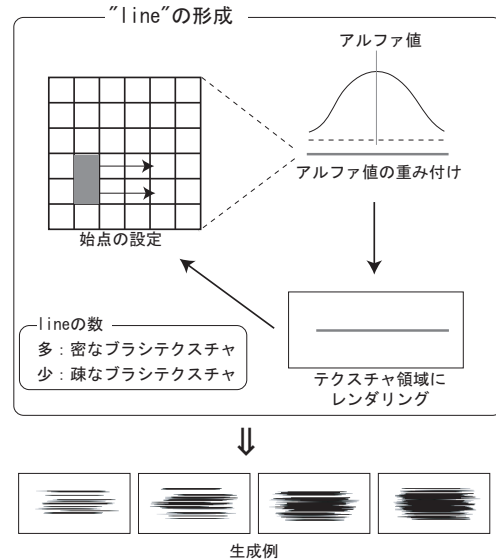 "line"の形成
アルファ値
アルファ値の重み付け
始点の設定
lineの数
多：密なブラシテクスチャ
少：疎なブラシテクスチャ
テクスチャ領域に
レンダリング
生成例